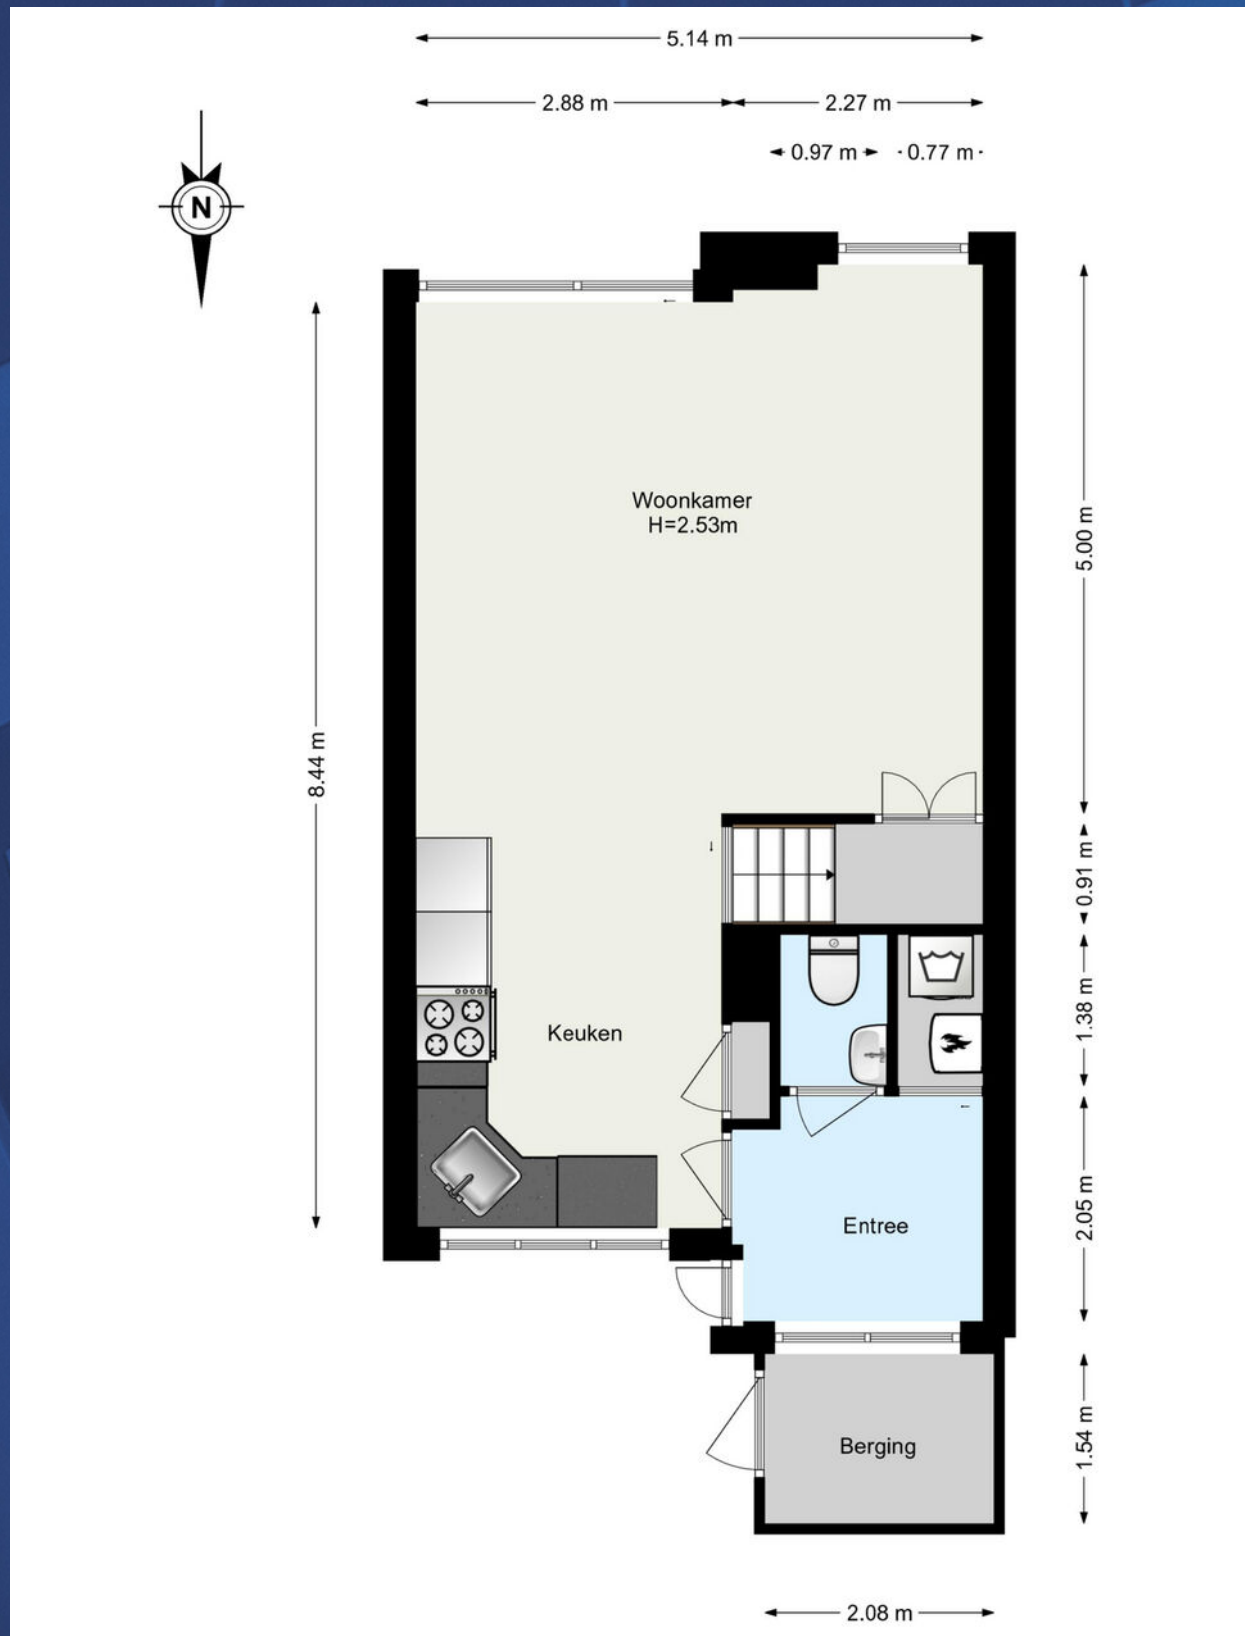 5.14 m
2.88 m
2.27 m
0.97 m
0.77 m
N
Woonkamer
H=2.53m
5.00 m
8.44 m
0.91 m
1.38 m
Keuken
2.05 m
Entree
1.54 m
Berging
2.08 m